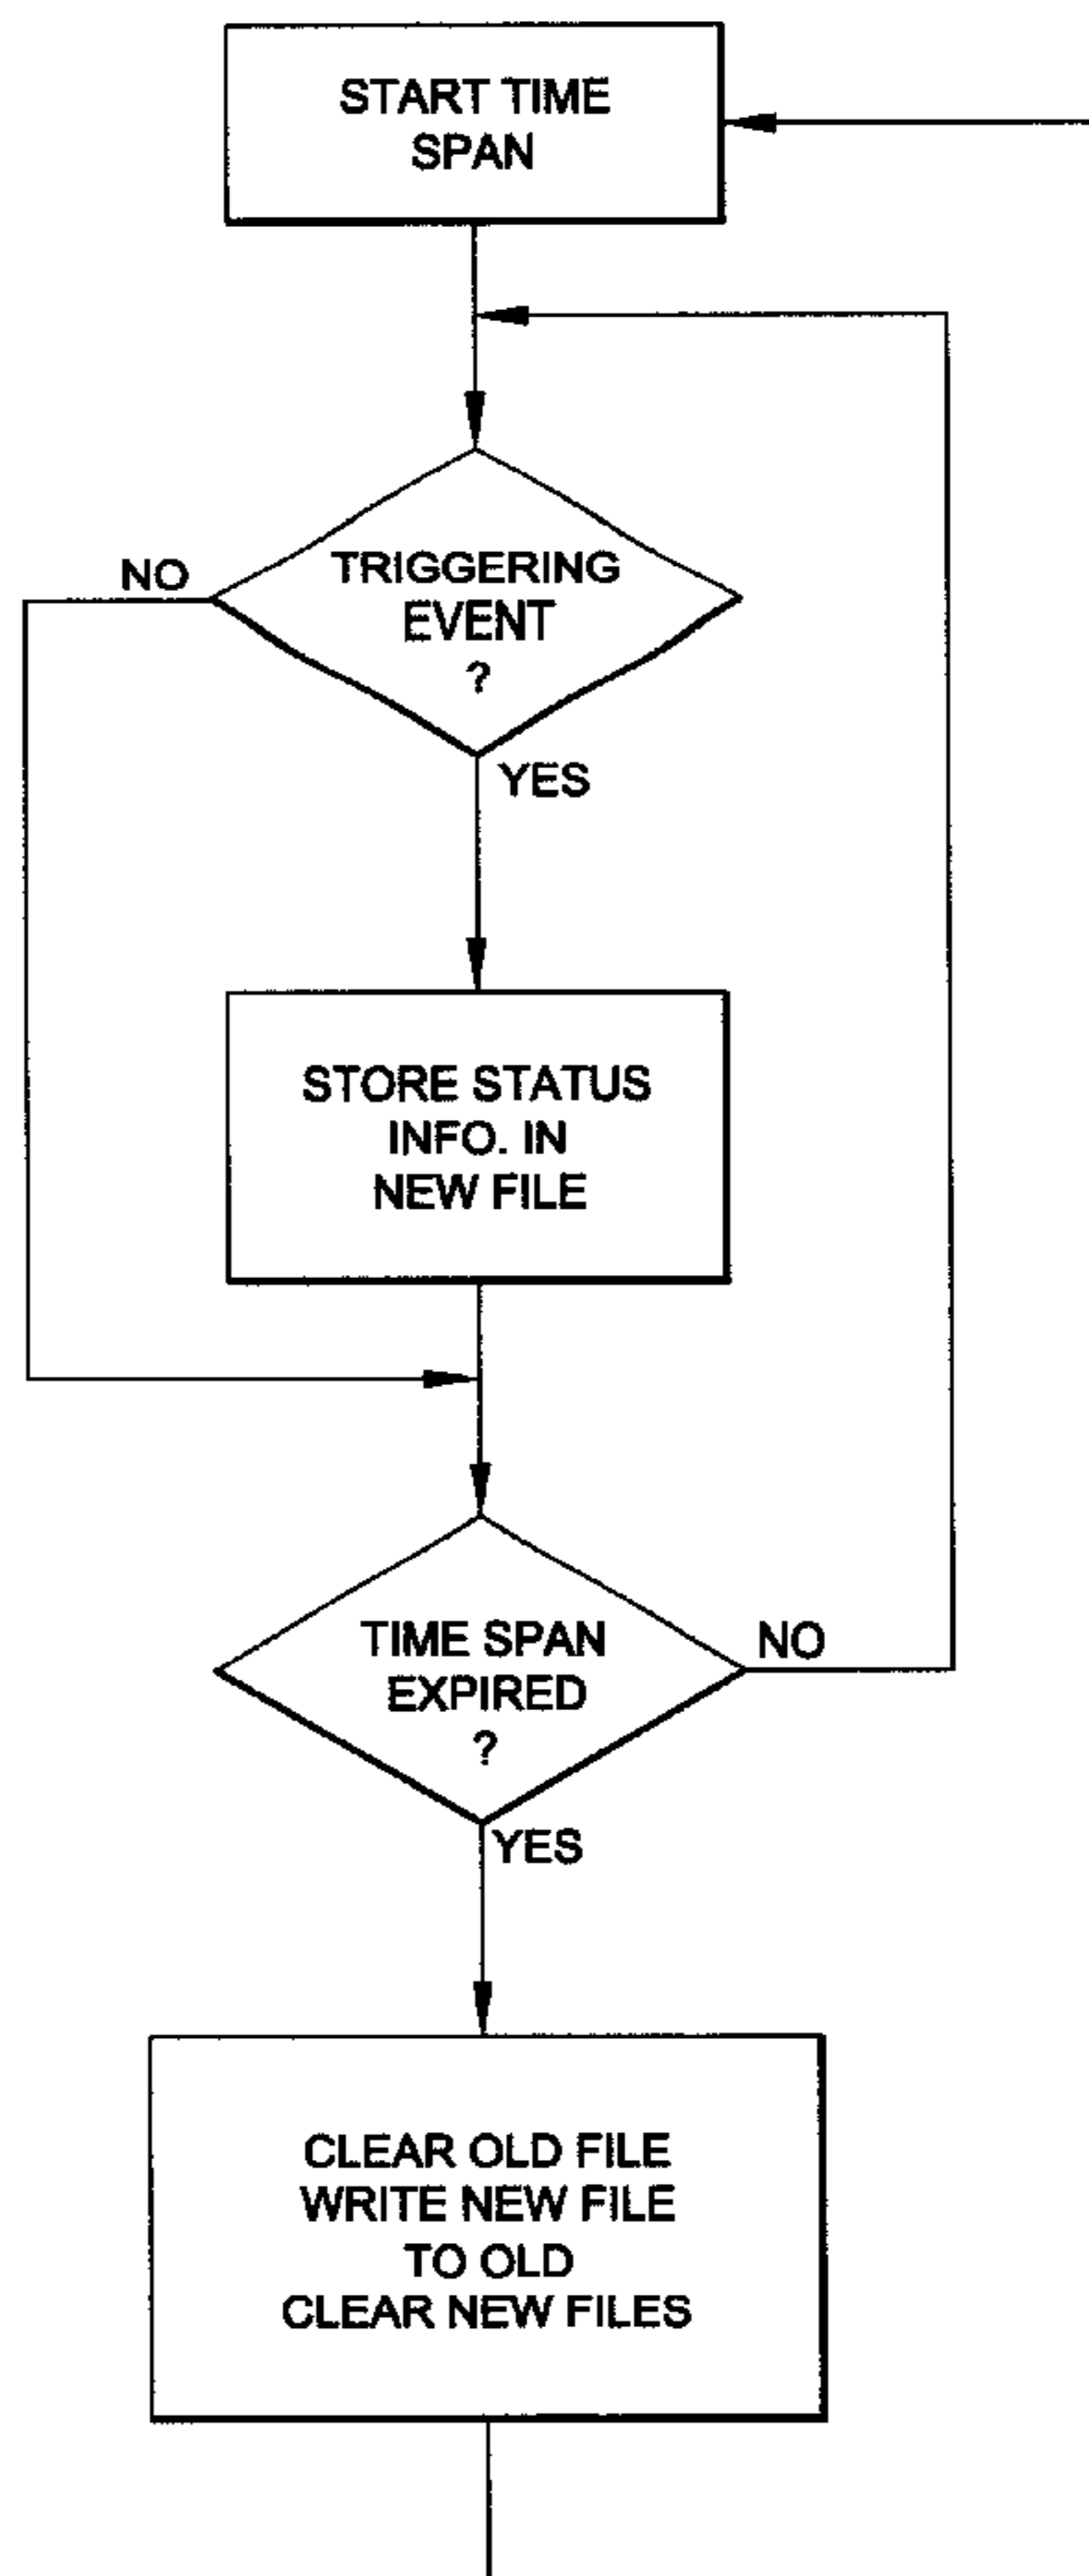 START TIME
SPAN
NO
TRIGGERING
EVENT
?
YES
STORE STATUS
INFO. IN
NEW FILE
TIME SPAN
EXPIRED
?
NO
YES
CLEAR OLD FILE
WRITE NEW FILE
TO OLD
CLEAR NEW FILES